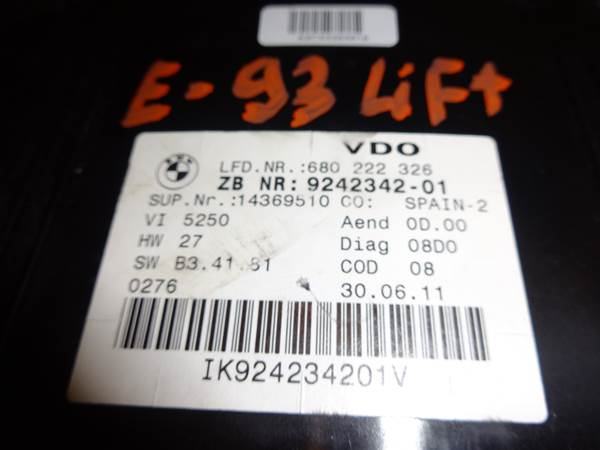 E-93 LiFt
VDO
LFD.NR.:680 222 326
ZB NR: 9242342-01
SUP.Nr.:14369510 CO: SPAIN-2
VI 5250 Aend 0D.00
HW 27 Diag 08D0
SW B3.41.81 COD 08
0276 30.06.11
IK924234201V